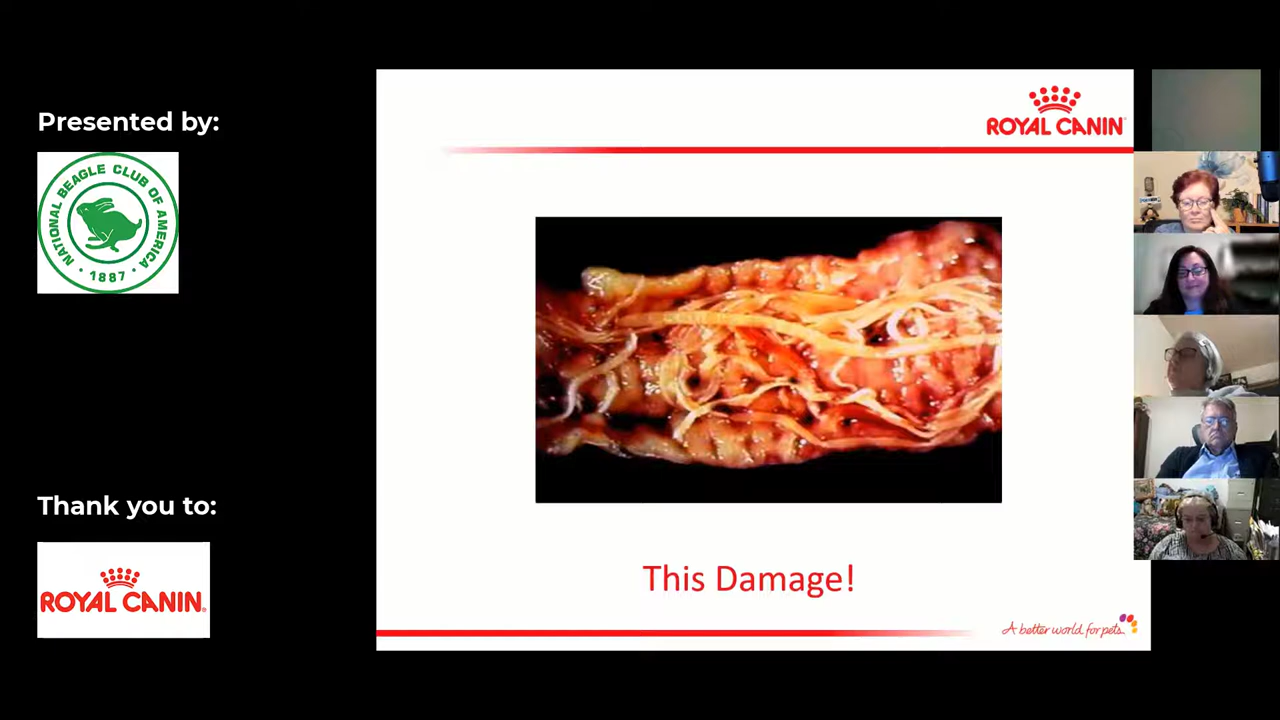 Presented by:
NATIONAL BEAGLE CLUB OF AMERICA
• 1887 •
Thank you to:
ROYAL CANIN
ROYAL CANIN
This Damage!
A better world for pets